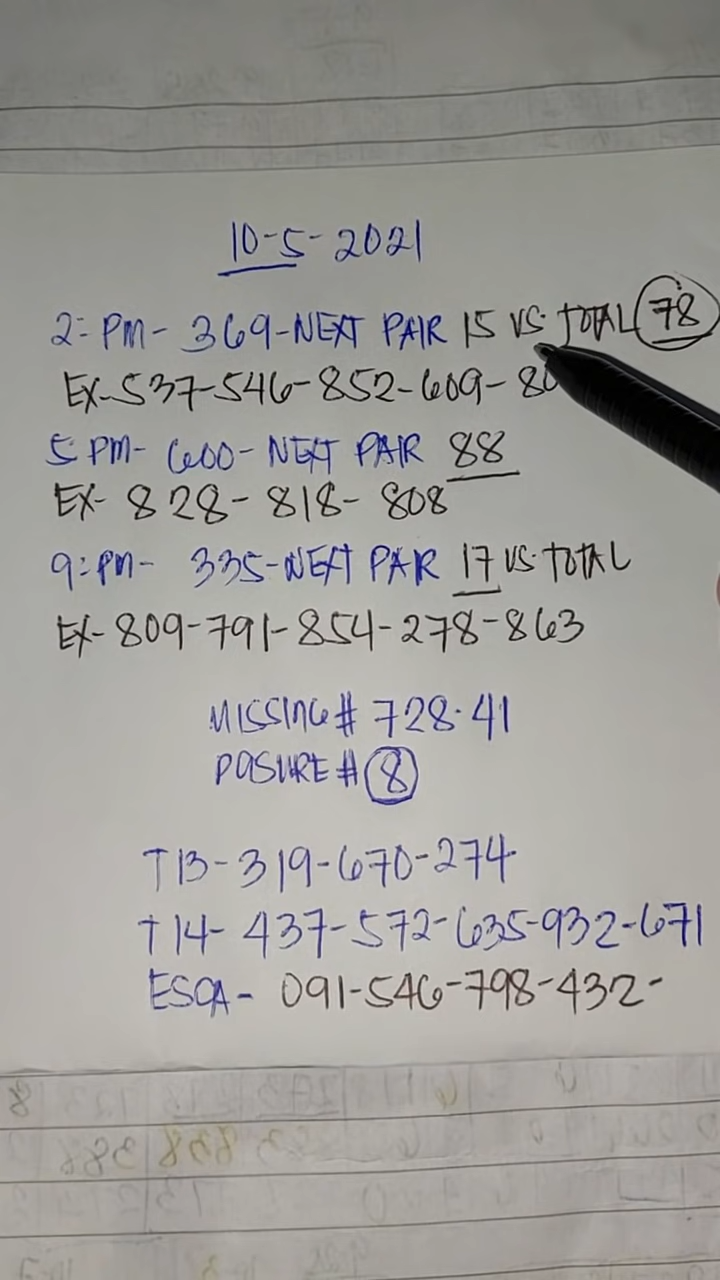 10-5-2021
2:PM- 369-NEXT PAIR 15 VS. TOTAL 78
EX-537-546-852-609-80
5 PM- 600- NEXT PAIR 88
EX- 828-818-808
9:PM- 335-NEXT PAIR 17 VS. TOTAL
EX-809-791-854-278-863
MISSING# 728.41
PASURE# 8
T13-319-670-274
T14-437-572-635-932-671
ESCA- 091-546-798-432-